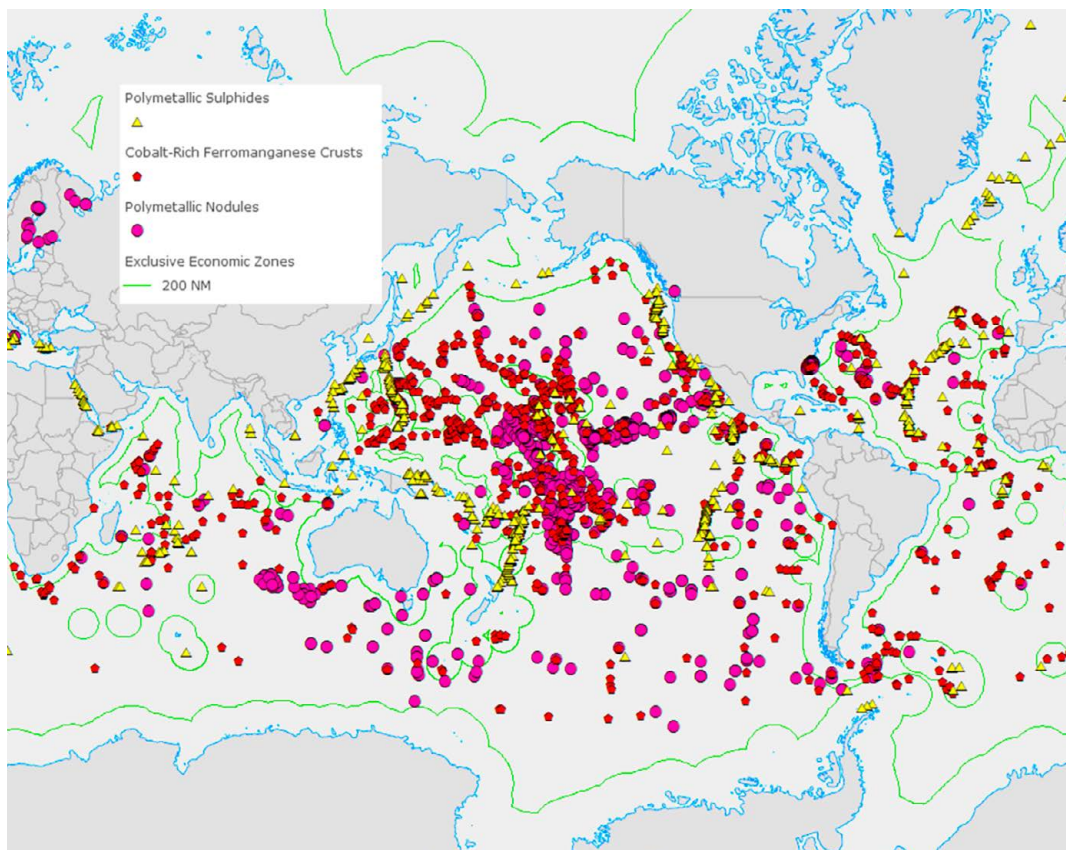 Polymetallic Sulphides
Cobalt-Rich Ferromanganese Crusts
Polymetallic Nodules
Exclusive Economic Zones
200 NM